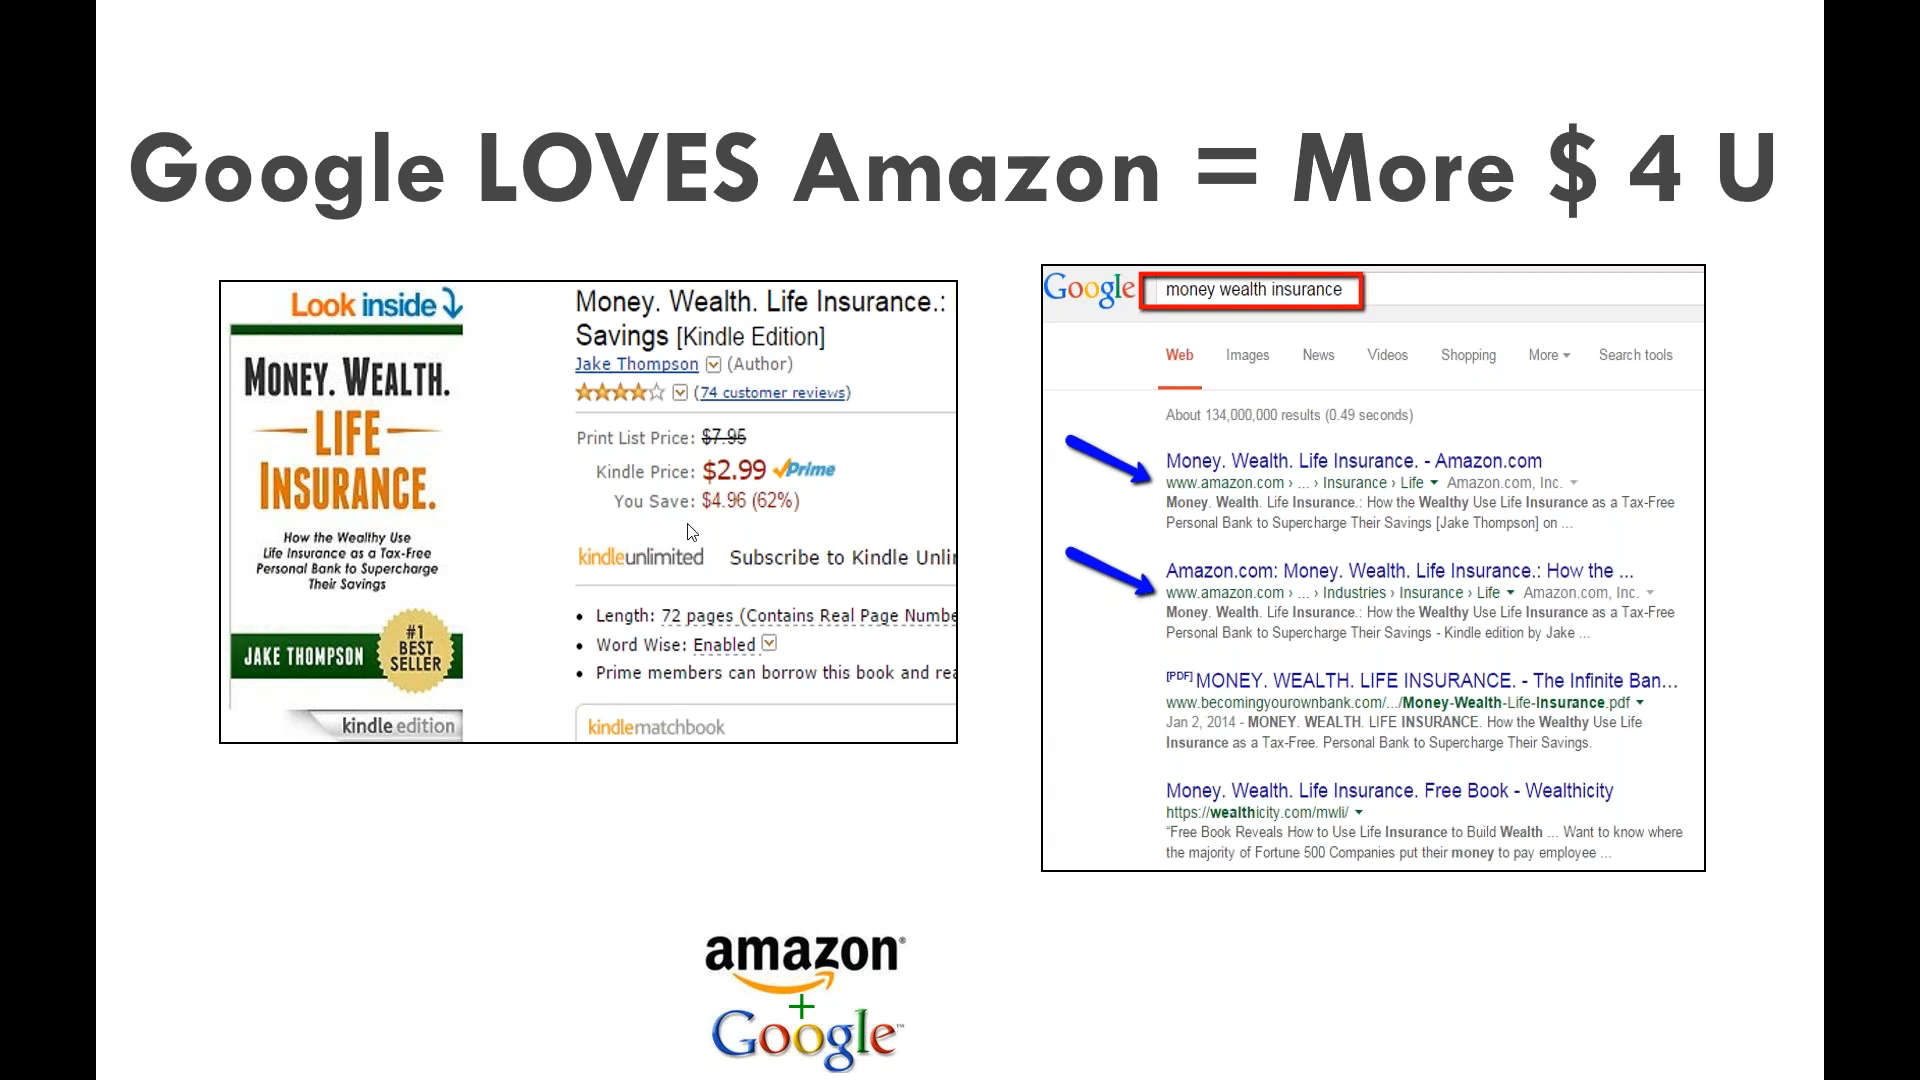 Google LOVES Amazon = More $ 4 U
Look inside
MONEY. WEALTH.
LIFE
INSURANCE.
How the Wealthy Use
Life Insurance as a Tax-Free
Personal Bank to Supercharge
Their Savings
#1
BEST
SELLER
JAKE THOMPSON
kindle edition
Money. Wealth. Life Insurance.:
Savings [Kindle Edition]
Jake Thompson (Author)
(74 customer reviews)
Print List Price: $7.95
Kindle Price: $2.99 Prime
You Save: $4.96 (62%)
kindleunlimited Subscribe to Kindle Unli
• Length: 72 pages (Contains Real Page Numbe
• Word Wise: Enabled
• Prime members can borrow this book and rea
kindlematchbook
Google money wealth insurance
Web Images News Videos Shopping More Search tools
About 134,000,000 results (0.49 seconds)
Money. Wealth. Life Insurance. - Amazon.com
www.amazon.com › ... › Insurance › Life Amazon.com, Inc.
Money. Wealth. Life Insurance.: How the Wealthy Use Life Insurance as a Tax-Free
Personal Bank to Supercharge Their Savings [Jake Thompson] on ...
Amazon.com: Money. Wealth. Life Insurance.: How the ...
www.amazon.com › ... › Industries › Insurance › Life Amazon.com, Inc.
Money. Wealth. Life Insurance.: How the Wealthy Use Life Insurance as a Tax-Free
Personal Bank to Supercharge Their Savings - Kindle edition by Jake ...
[PDF] MONEY. WEALTH. LIFE INSURANCE. - The Infinite Ban...
www.becomingyourownbank.com/.../Money-Wealth-Life-Insurance.pdf
Jan 2, 2014 - MONEY. WEALTH. LIFE INSURANCE. How the Wealthy Use Life
Insurance as a Tax-Free. Personal Bank to Supercharge Their Savings.
Money. Wealth. Life Insurance. Free Book - Wealthicity
https://wealthicity.com/mwli/
“Free Book Reveals How to Use Life Insurance to Build Wealth ... Want to know where
the majority of Fortune 500 Companies put their money to pay employee ...
amazon®
+
Google™